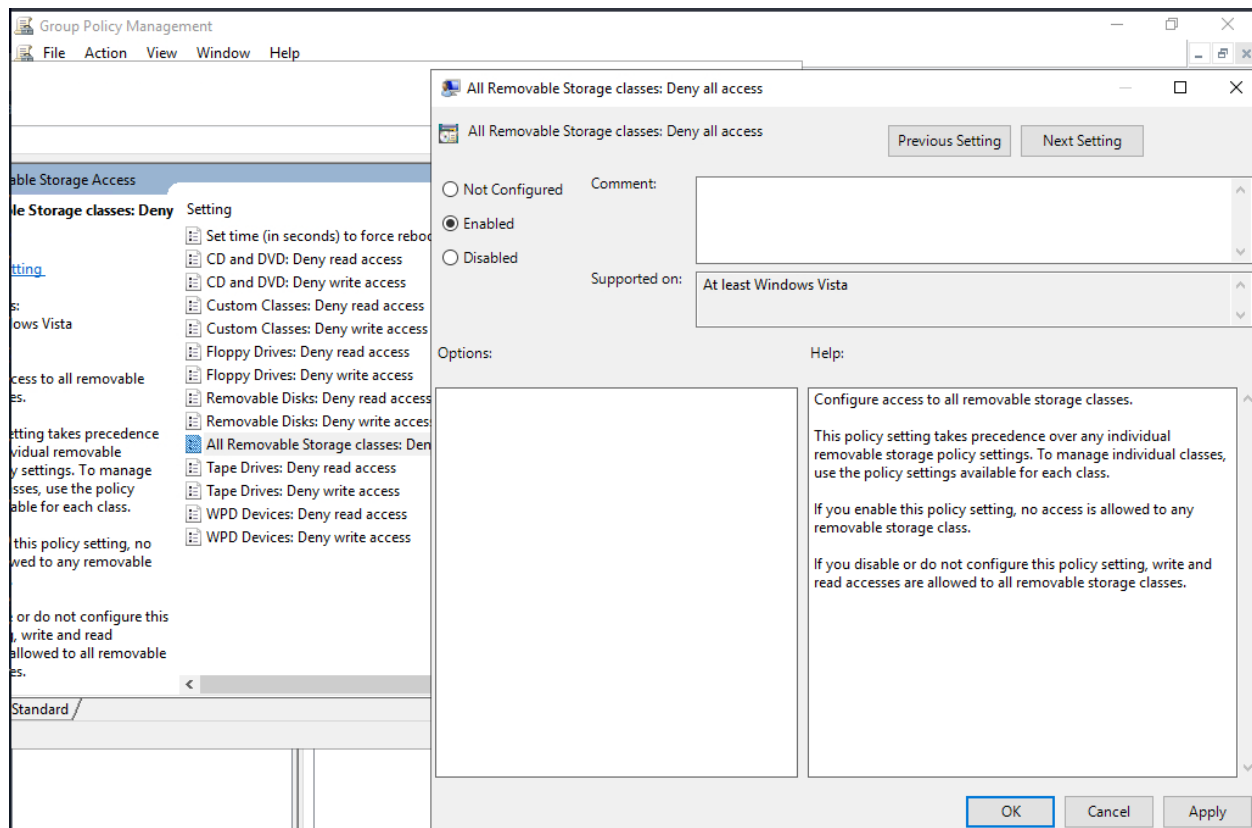 Group Policy Management
File Action View Window Help
All Removable Storage classes: Deny all access
All Removable Storage classes: Deny all access
Previous Setting Next Setting
Not Configured
Enabled
Disabled
Comment:
Supported on:
At least Windows Vista
Options:
Help:
Configure access to all removable storage classes.
This policy setting takes precedence over any individual
removable storage policy settings. To manage individual classes,
use the policy settings available for each class.
If you enable this policy setting, no access is allowed to any
removable storage class.
If you disable or do not configure this policy setting, write and
read accesses are allowed to all removable storage classes.
OK Cancel Apply
able Storage Access
le Storage classes: Deny
tting
s:
ows Vista
cess to all removable
es.
etting takes precedence
vidual removable
y settings. To manage
sses, use the policy
able for each class.
this policy setting, no
wed to any removable
or do not configure this
, write and read
allowed to all removable
es.
Setting
Set time (in seconds) to force reboo
CD and DVD: Deny read access
CD and DVD: Deny write access
Custom Classes: Deny read access
Custom Classes: Deny write access
Floppy Drives: Deny read access
Floppy Drives: Deny write access
Removable Disks: Deny read access
Removable Disks: Deny write access
All Removable Storage classes: Den
Tape Drives: Deny read access
Tape Drives: Deny write access
WPD Devices: Deny read access
WPD Devices: Deny write access
Standard